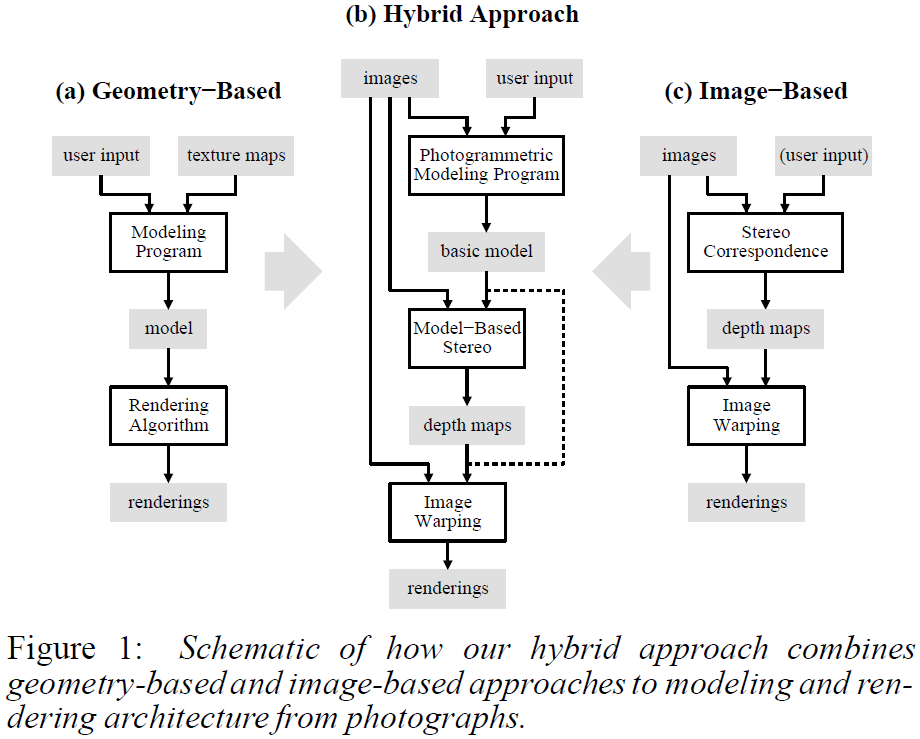 (b) Hybrid Approach
images
user input
(a) Geometry−Based
(c) Image−Based
user input
texture maps
Photogrammetric
Modeling Program
images
(user input)
Modeling
Program
basic model
Stereo
Correspondence
model
Model−Based
Stereo
depth maps
Rendering
Algorithm
depth maps
Image
Warping
renderings
Image
Warping
renderings
renderings
Figure 1: Schematic of how our hybrid approach combines
geometry-based and image-based approaches to modeling and ren-
dering architecture from photographs.